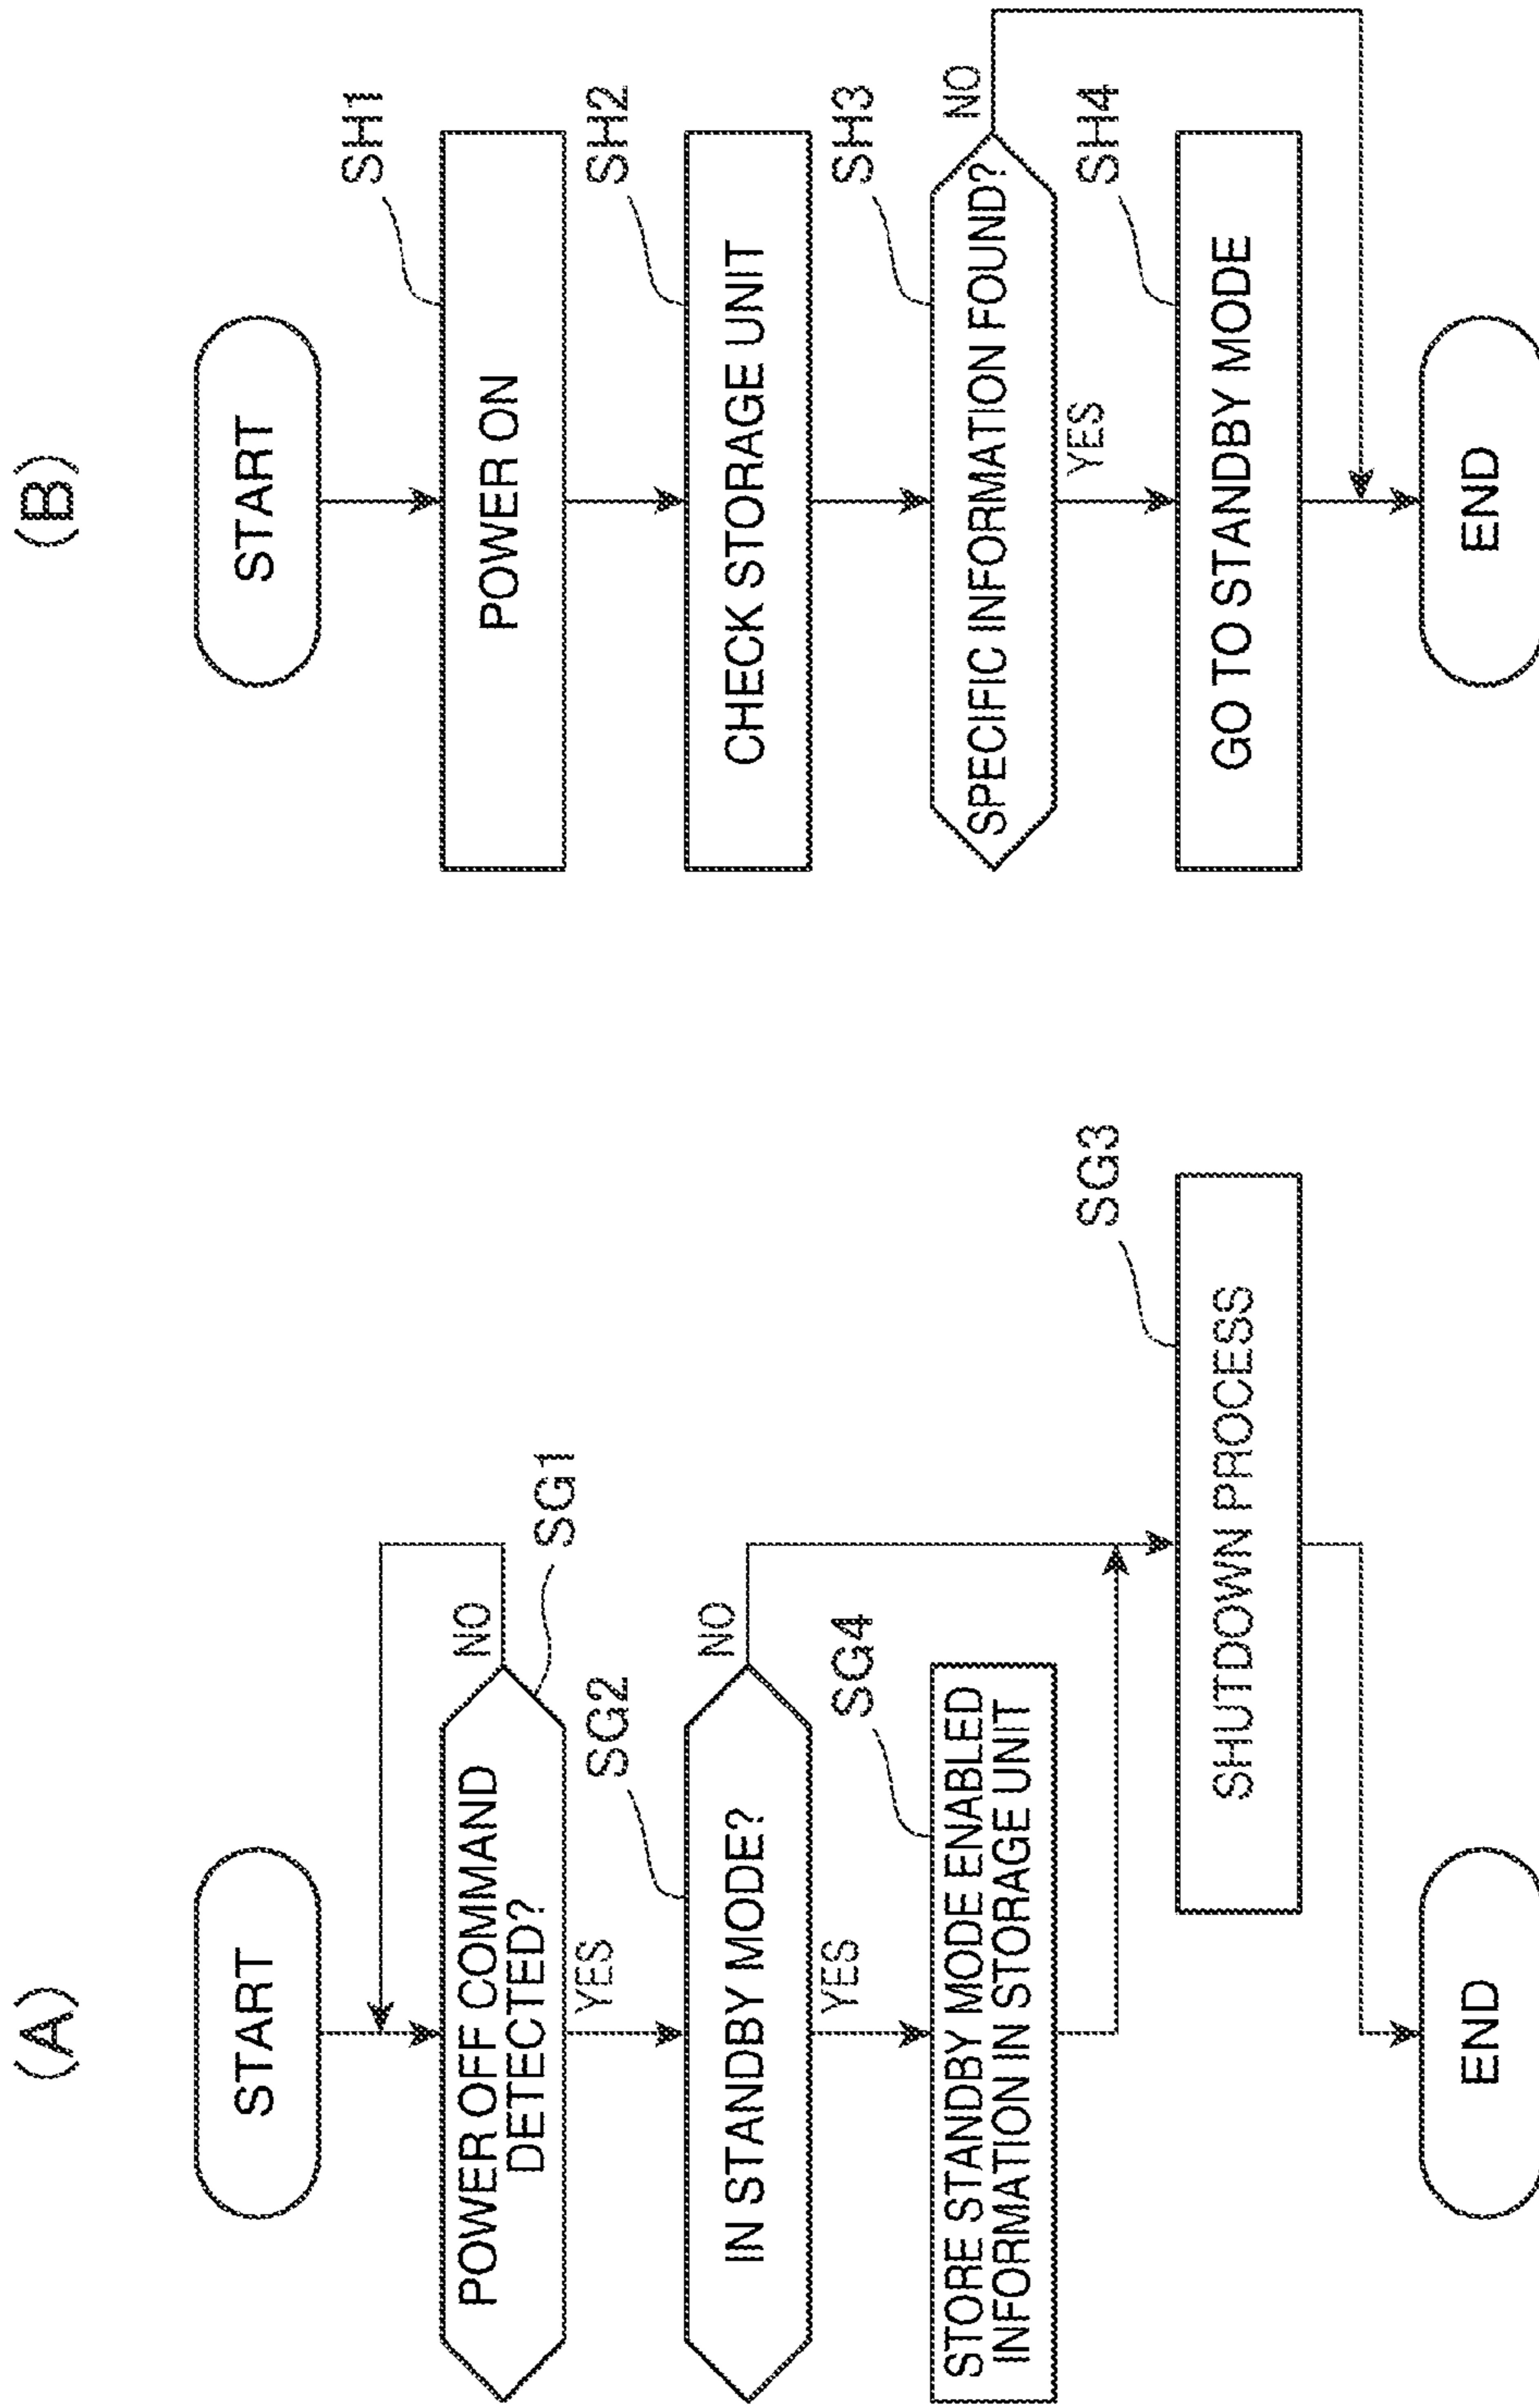 (A)
START
POWER OFF COMMAND
DETECTED?
SG1
NO
YES
IN STANDBY MODE?
SG2
NO
YES
STORE STANDBY MODE ENABLED
INFORMATION IN STORAGE UNIT
SG4
SHUTDOWN PROCESS
SG3
END
(B)
START
POWER ON
SH1
CHECK STORAGE UNIT
SH2
SPECIFIC INFORMATION FOUND?
SH3
NO
YES
GO TO STANDBY MODE
SH4
END